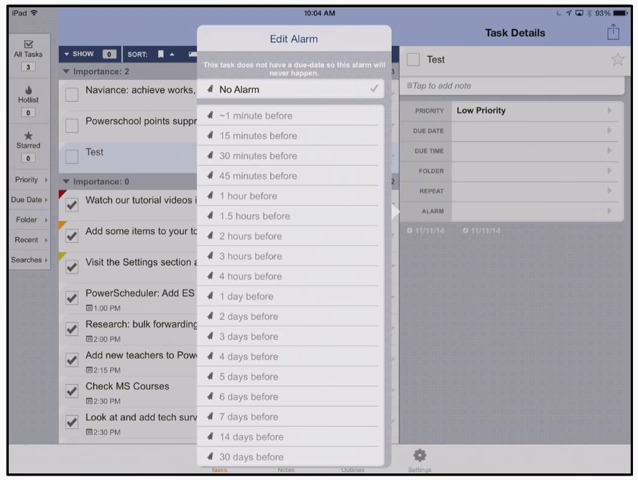 iPad
10:04 AM
93%
All Tasks
3
Hotlist
0
Starred
0
Priority
Due Date
Folder
Recent
Searches
SHOW 0 SORT:
Importance: 2
Naviance: achieve works,
Powerschool points suppr
Test
Importance: 0
Watch our tutorial videos i
Add some items to your to
Visit the Settings section a
PowerScheduler: Add ES
1:00 PM
Research: bulk forwarding
2:00 PM
Add new teachers to Pow
2:15 PM
Check MS Courses
2:30 PM
Look at and add tech surv
2:30 PM
Edit Alarm
This task does not have a due-date so this alarm will
never happen.
No Alarm
~1 minute before
15 minutes before
30 minutes before
45 minutes before
1 hour before
1.5 hours before
2 hours before
3 hours before
4 hours before
1 day before
2 days before
3 days before
4 days before
5 days before
6 days before
7 days before
14 days before
30 days before
Task Details
Test
Tap to add note
PRIORITY Low Priority
DUE DATE
DUE TIME
FOLDER
REPEAT
ALARM
11/11/14 11/11/14
Tasks
Notes
Outlines
Settings